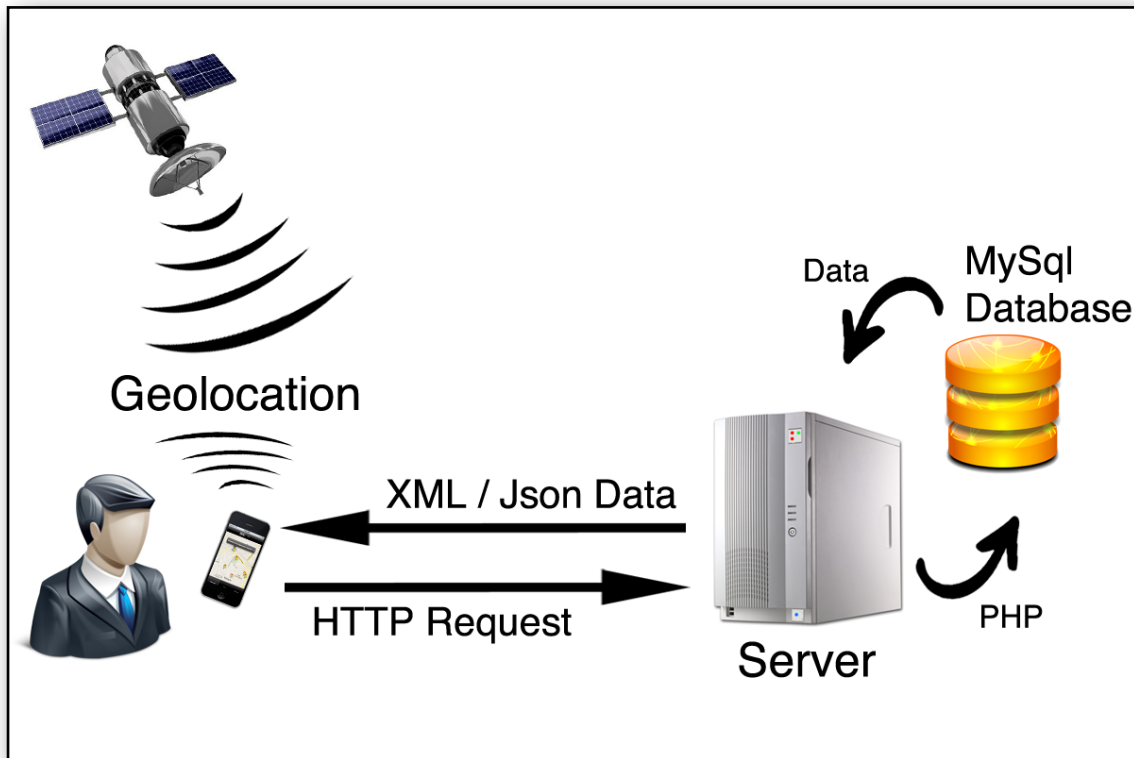 Data
MySql
Database
Geolocation
XML / Json Data
HTTP Request
PHP
Server